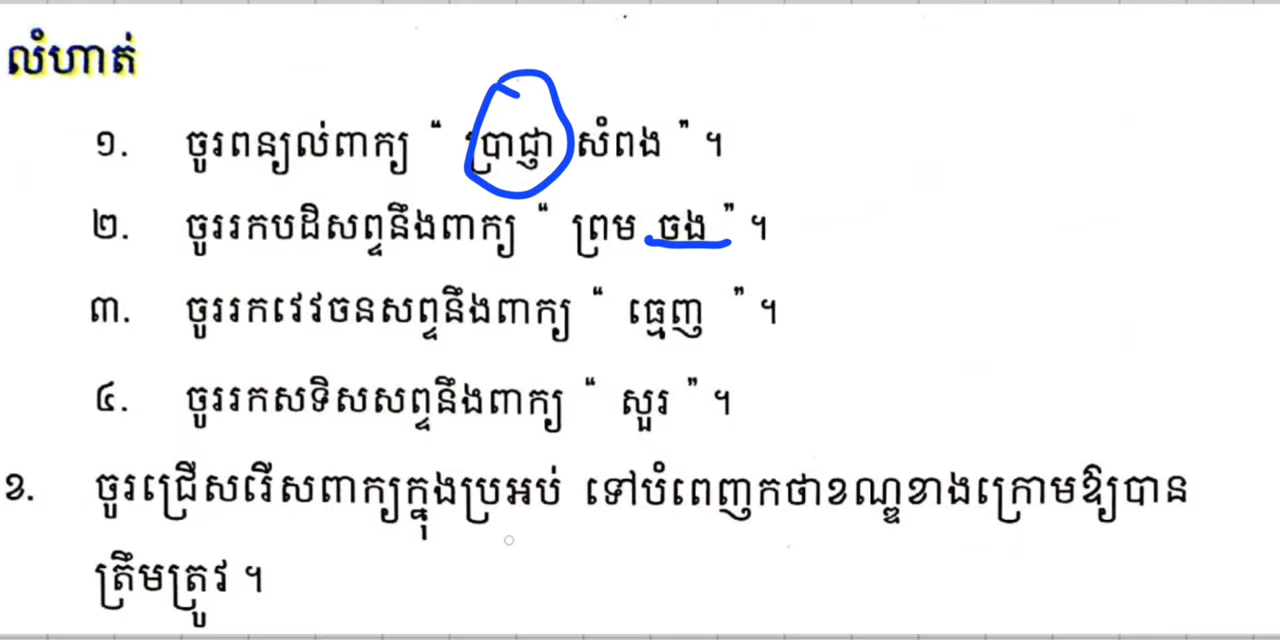 លំហាត់
១. ចូរពន្យល់ពាក្យ “ ប្រាជ្ញា សំពង ” ។
២. ចូររកបដិសព្ទនឹងពាក្យ “ ព្រម ចង ” ។
៣. ចូររកវេវចនសព្ទនឹងពាក្យ “ ធ្មេញ ” ។
៤. ចូររកសទិសសព្ទនឹងពាក្យ “ សួរ ” ។
ខ. ចូរជ្រើសរើសពាក្យក្នុងប្រអប់ ទៅបំពេញកថាខណ្ឌខាងក្រោមឱ្យបាន
ត្រឹមត្រូវ ។